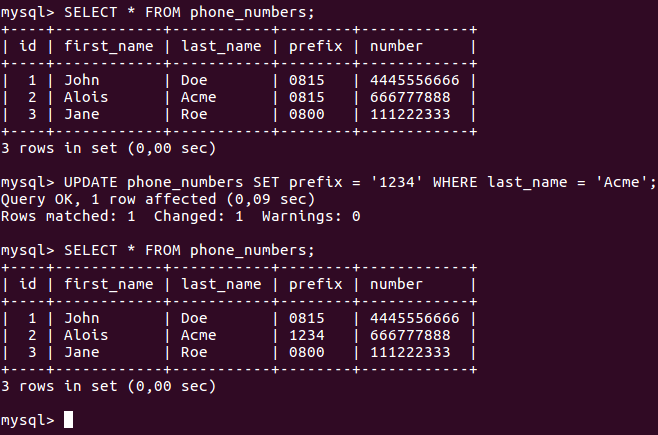 mysql> SELECT * FROM phone_numbers;
+----+------------+-----------+--------+------------+
| id | first_name | last_name | prefix | number     |
+----+------------+-----------+--------+------------+
|  1 | John       | Doe       | 0815   | 4445556666 |
|  2 | Alois      | Acme      | 0815   | 666777888  |
|  3 | Jane       | Roe       | 0800   | 111222333  |
+----+------------+-----------+--------+------------+
3 rows in set (0,00 sec)

mysql> UPDATE phone_numbers SET prefix = '1234' WHERE last_name = 'Acme';
Query OK, 1 row affected (0,09 sec)
Rows matched: 1  Changed: 1  Warnings: 0

mysql> SELECT * FROM phone_numbers;
+----+------------+-----------+--------+------------+
| id | first_name | last_name | prefix | number     |
+----+------------+-----------+--------+------------+
|  1 | John       | Doe       | 0815   | 4445556666 |
|  2 | Alois      | Acme      | 1234   | 666777888  |
|  3 | Jane       | Roe       | 0800   | 111222333  |
+----+------------+-----------+--------+------------+
3 rows in set (0,00 sec)

mysql>